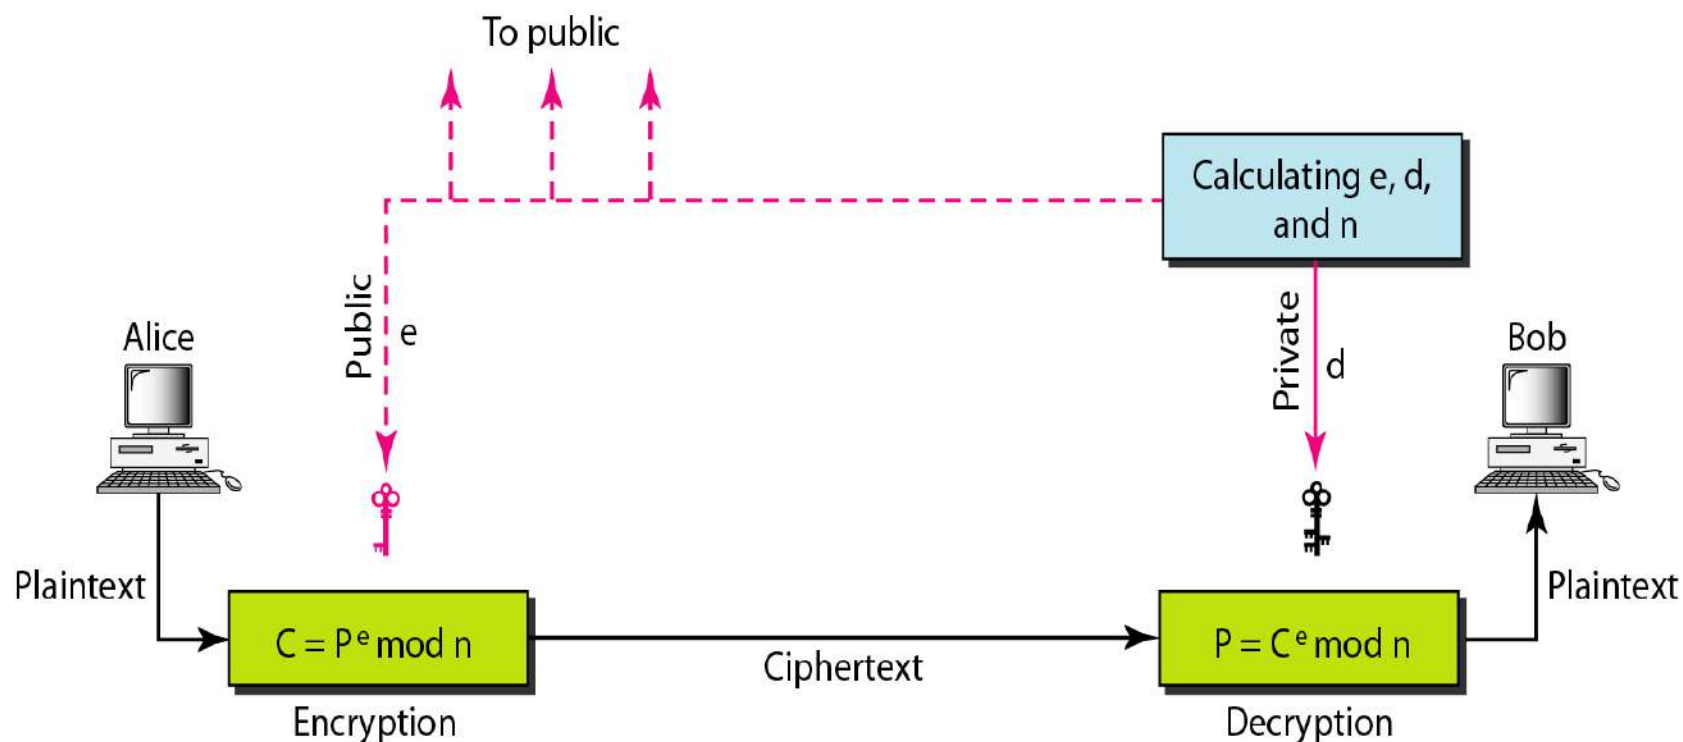 To public
Calculating e, d,
and n
Public
e
Private
d
Alice
Bob
Plaintext
Plaintext
C = Pᵉ mod n
Ciphertext
P = Cᵉ mod n
Encryption
Decryption